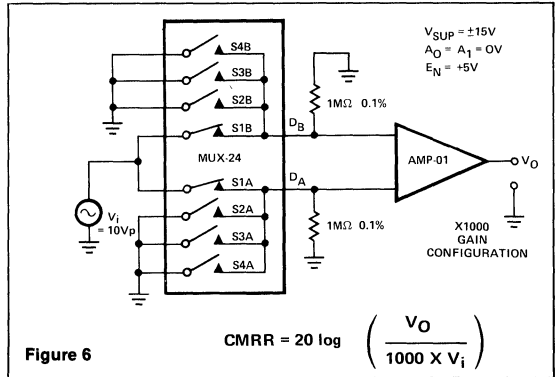 V_SUP = ±15V
A_0 = A_1 = 0V
E_N = +5V
S4B
S3B
S2B
S1B
1MΩ 0.1%
D_B
MUX-24
AMP-01
V_O
D_A
S1A
S2A
S3A
S4A
V_i
= 10Vp
1MΩ 0.1%
X1000
GAIN
CONFIGURATION
CMRR = 20 log ( V_O / 1000 X V_i )
Figure 6